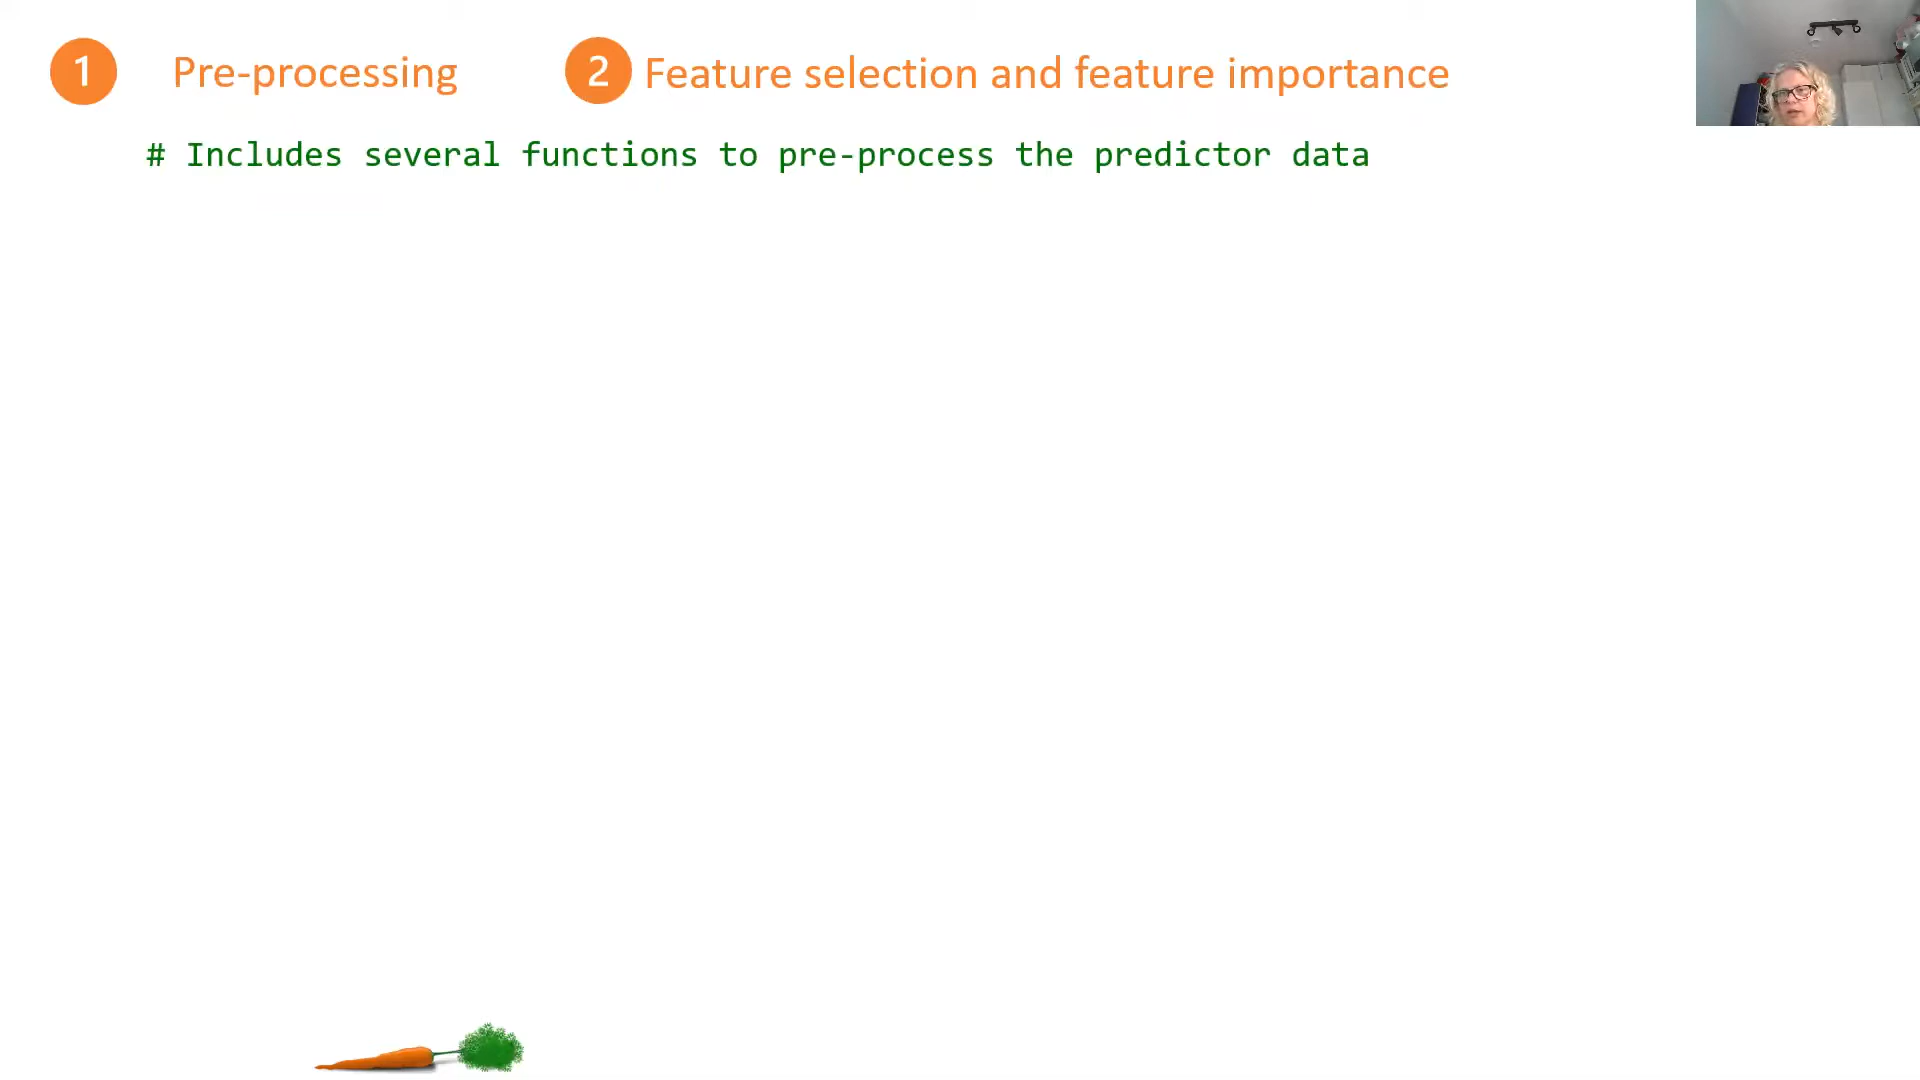 1 Pre-processing 2 Feature selection and feature importance
# Includes several functions to pre-process the predictor data